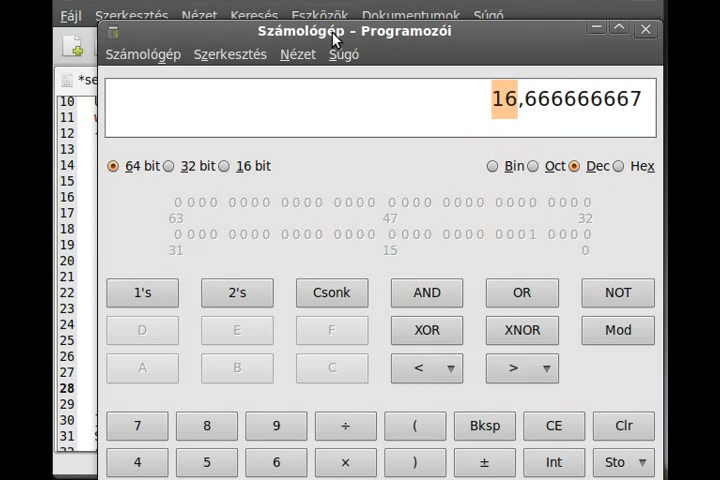 Fájl Szerkesztés Nézet Keresés Eszközök Dokumentumok Súgó
Számológép – Programozói
Számológép Szerkesztés Nézet Súgó
*se
16,666666667
64 bit 32 bit 16 bit Bin Oct Dec Hex
0000 0000 0000 0000 0000 0000 0000 0000
63 47 32
0000 0000 0000 0000 0000 0000 0001 0000
31 15 0
1's 2's Csonk AND OR NOT
D E F XOR XNOR Mod
A B C < >
7 8 9 ÷ ( Bksp CE Clr
4 5 6 × ) ± Int Sto
10
11
12
13
14
15
16
17
18
19
20
21
22
23
24
25
26
27
28
29
30
31